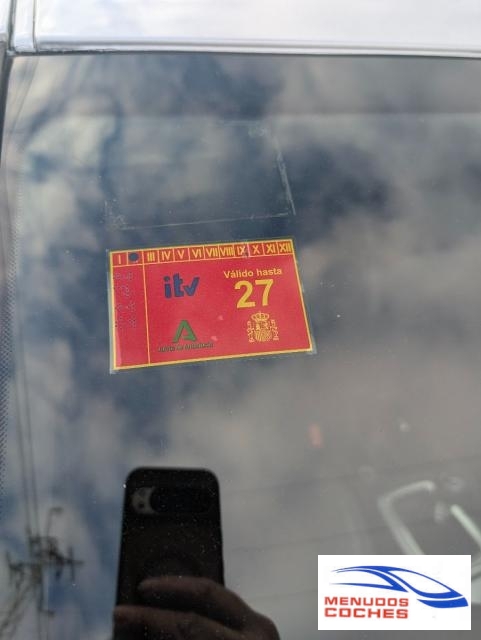 I III IV V VI VII VIII IX X XI XII
itv
Válido hasta
27
MENUDOS
COCHES